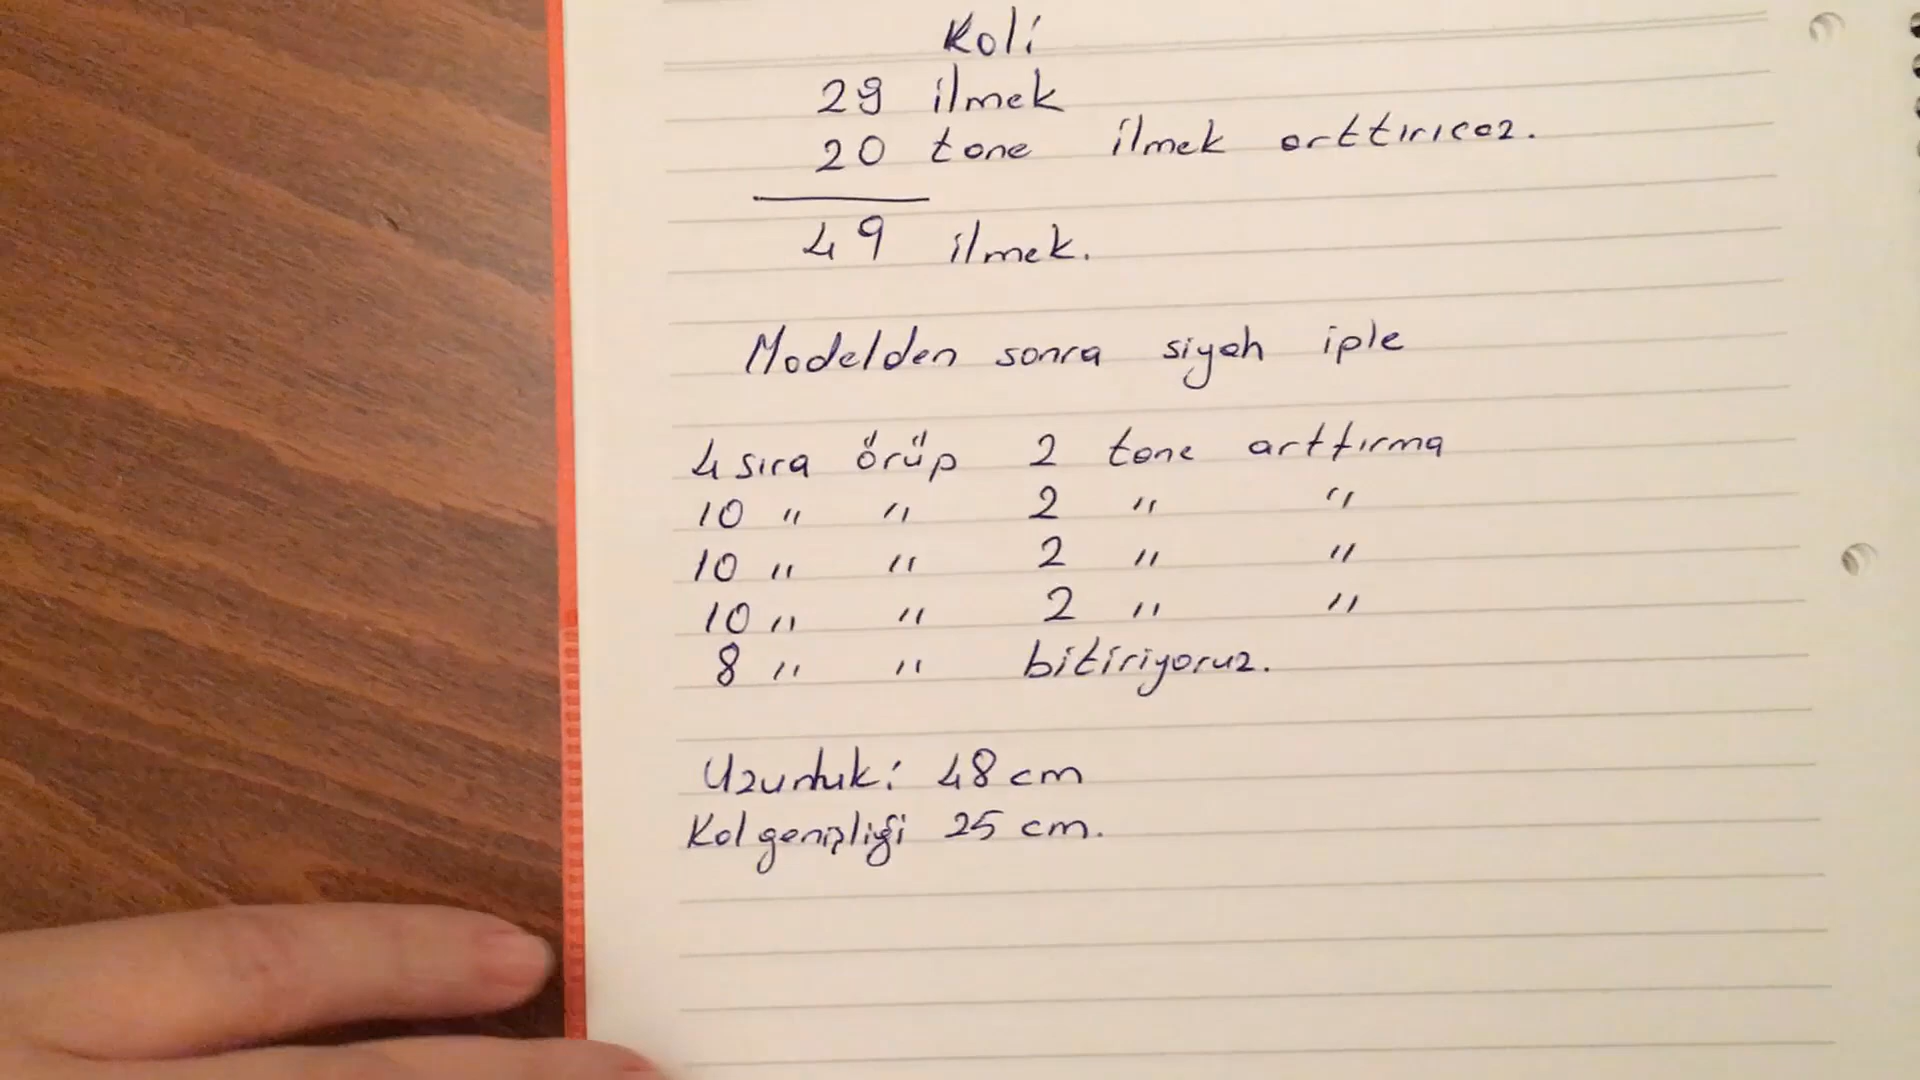 Kolı
29 ilmek
20 tane ilmek arttırıcaz.
49 ilmek.
Modelden sonra siyah iple
4 sıra örüp 2 tane arttırma
10 " " 2 " "
10 " " 2 " "
10 " " 2 " "
8 " " bitiriyoruz.
Uzunluk: 48 cm
Kol genişliği 25 cm.